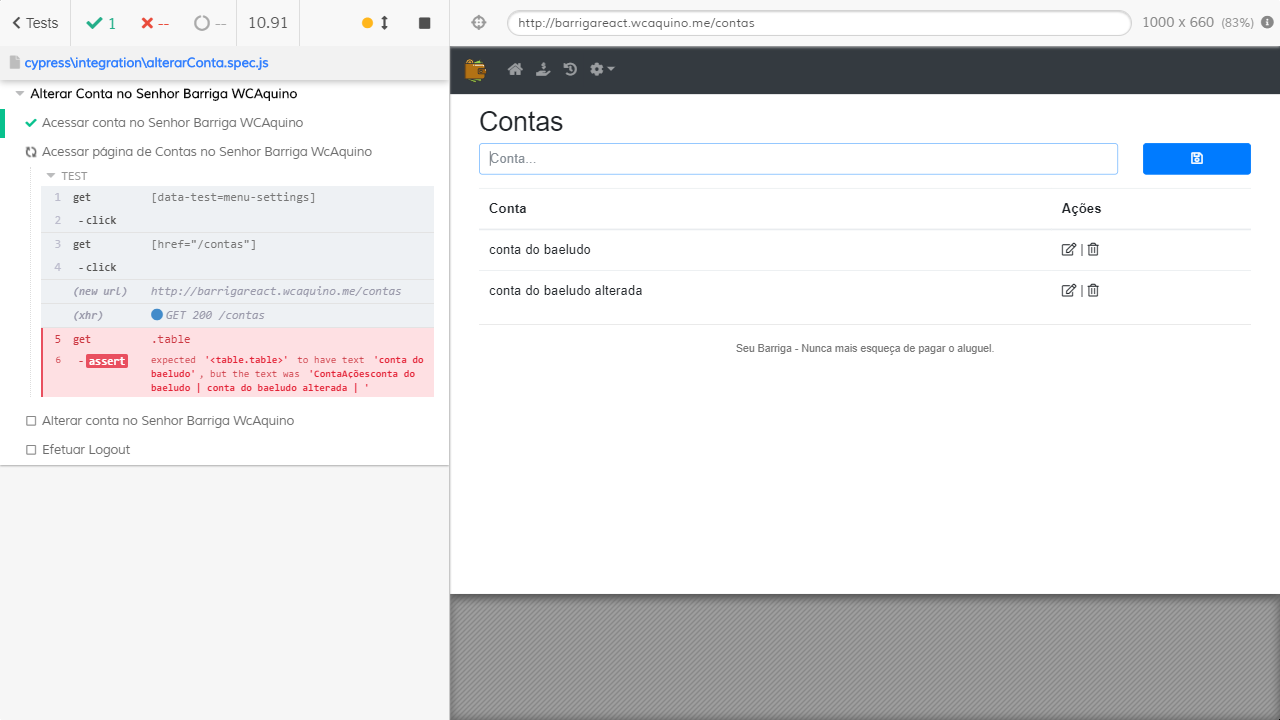 Tests
1
--
--
10.91
http://barrigareact.wcaquino.me/contas
1000 x 660 (83%)
cypress\integration\alterarConta.spec.js
Alterar Conta no Senhor Barriga WCAquino
Acessar conta no Senhor Barriga WCAquino
Acessar página de Contas no Senhor Barriga WcAquino
TEST
1 get [data-test=menu-settings]
2 - click
3 get [href="/contas"]
4 - click
(new url) http://barrigareact.wcaquino.me/contas
(xhr) GET 200 /contas
5 get .table
6 - assert expected '<table.table>' to have text 'conta do
baeludo', but the text was 'ContaAçõesconta do
baeludo | conta do baeludo alterada | '
Alterar conta no Senhor Barriga WcAquino
Efetuar Logout
Contas
Conta...
Conta Ações
conta do baeludo |
conta do baeludo alterada |
Seu Barriga - Nunca mais esqueça de pagar o aluguel.